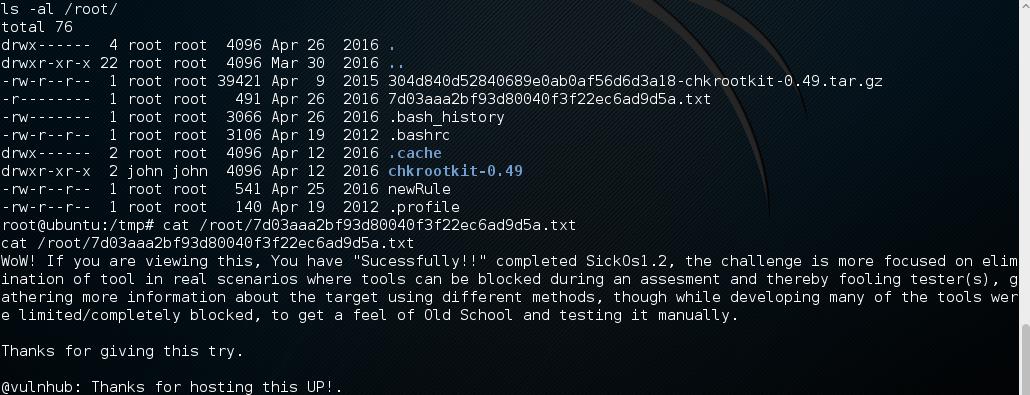 ls -al /root/
total 76
drwx------  4 root root  4096 Apr 26  2016 .
drwxr-xr-x 22 root root  4096 Mar 30  2016 ..
-rw-r--r--  1 root root 39421 Apr  9  2015 304d840d52840689e0ab0af56d6d3a18-chkrootkit-0.49.tar.gz
-r--------  1 root root   491 Apr 26  2016 7d03aaa2bf93d80040f3f22ec6ad9d5a.txt
-rw-------  1 root root  3066 Apr 26  2016 .bash_history
-rw-r--r--  1 root root  3106 Apr 19  2012 .bashrc
drwx------  2 root root  4096 Apr 12  2016 .cache
drwxr-xr-x  2 john john  4096 Apr 12  2016 chkrootkit-0.49
-rw-r--r--  1 root root   541 Apr 25  2016 newRule
-rw-r--r--  1 root root   140 Apr 19  2012 .profile
root@ubuntu:/tmp# cat /root/7d03aaa2bf93d80040f3f22ec6ad9d5a.txt
cat /root/7d03aaa2bf93d80040f3f22ec6ad9d5a.txt
WoW! If you are viewing this, You have "Sucessfully!!" completed SickOs1.2, the challenge is more focused on elim
ination of tool in real scenarios where tools can be blocked during an assesment and thereby fooling tester(s), g
athering more information about the target using different methods, though while developing many of the tools wer
e limited/completely blocked, to get a feel of Old School and testing it manually.

Thanks for giving this try.

@vulnhub: Thanks for hosting this UP!.